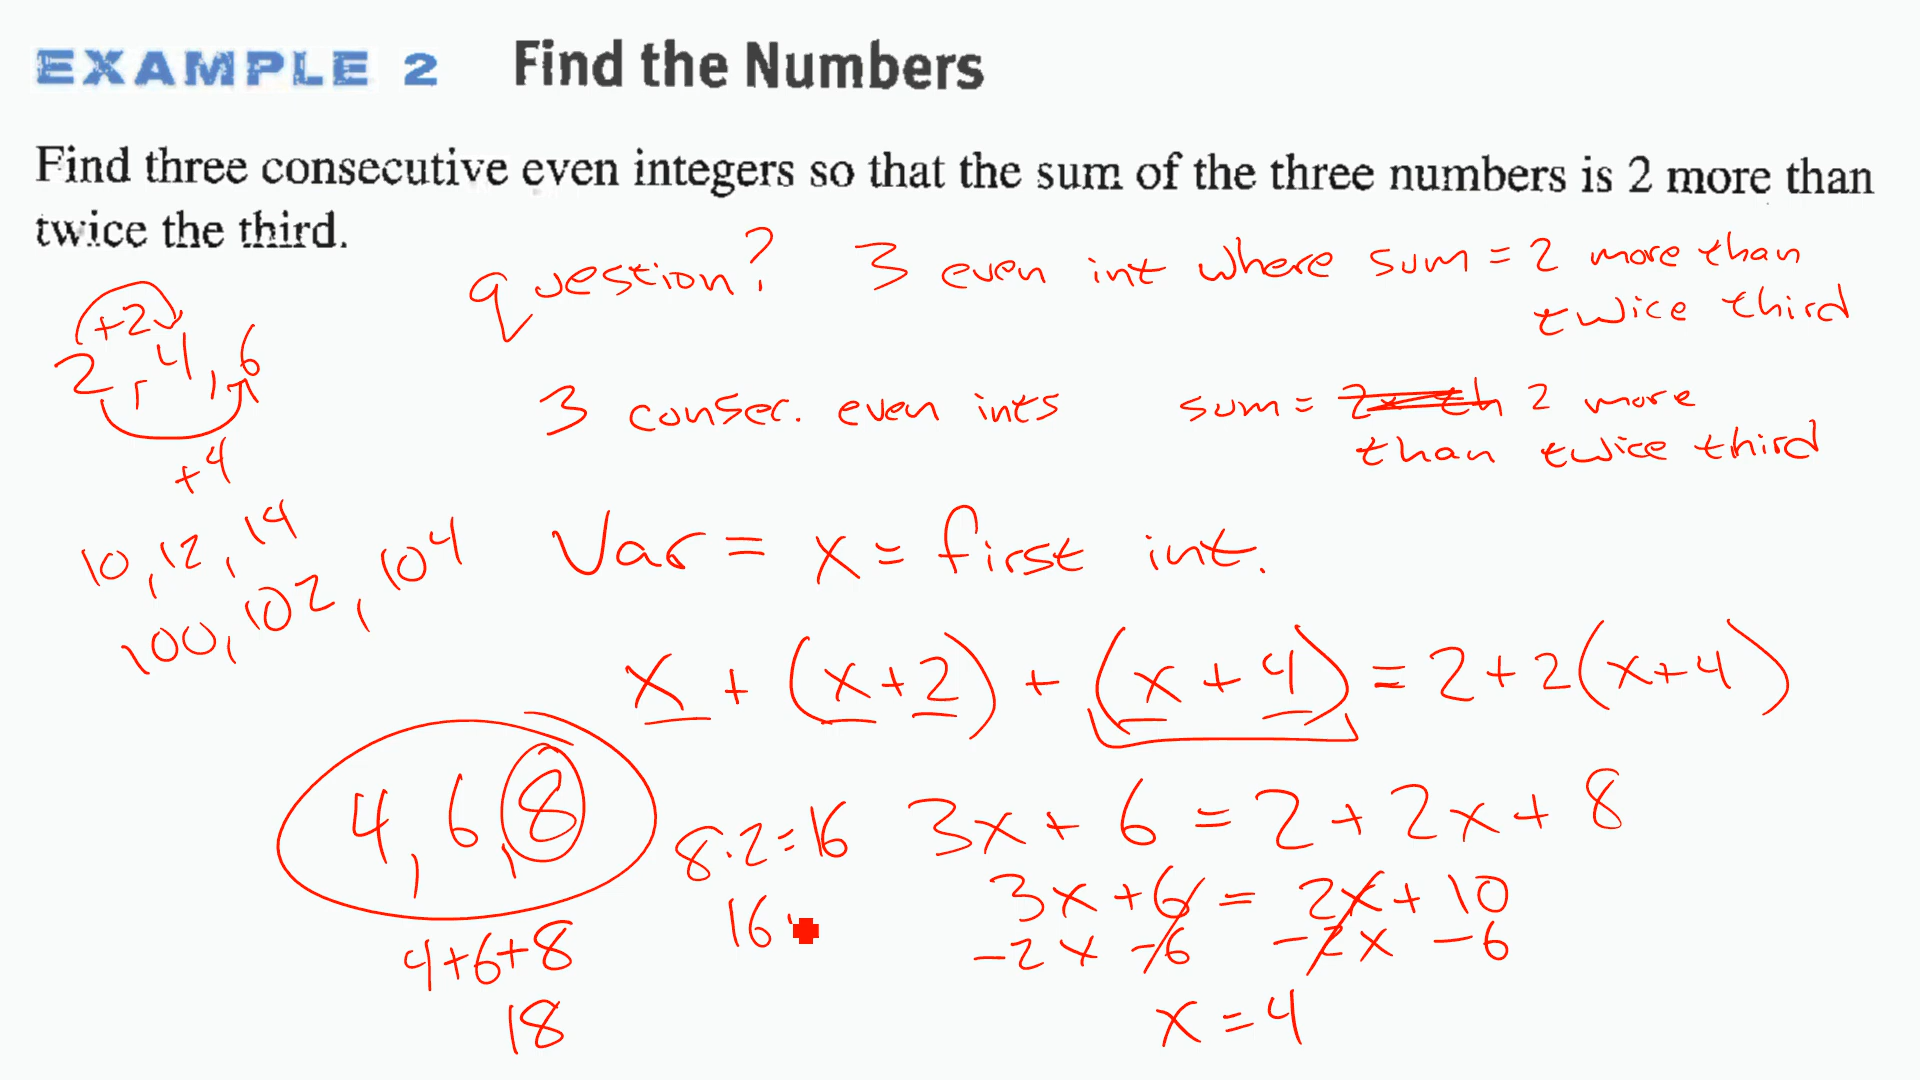 EXAMPLE 2 Find the Numbers
Find three consecutive even integers so that the sum of the three numbers is 2 more than
twice the third.
question? 3 even int where sum = 2 more than
twice third
+2
2, 4, 6
+4
3 consec. even ints sum = 2 more
than twice third
10, 12, 14
100, 102, 104
Var = x = first int.
x + (x+2) + (x+4) = 2+2(x+4)
4, 6, 8
8·2=16
3x+6=2+2x+8
16
3x+6=2x+10
-2x -6 -2x -6
4+6+8
18
x=4